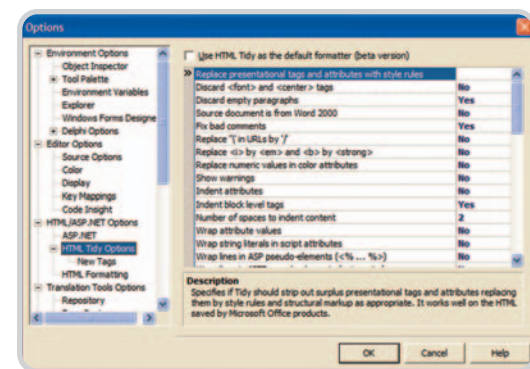 Options
Environment Options
Object Inspector
Tool Palette
Environment Variables
Explorer
Windows Forms Designe
Delphi Options
Editor Options
Source Options
Color
Display
Key Mappings
Code Insight
HTML/ASP.NET Options
ASP.NET
HTML Tidy Options
New Tags
HTML Formatting
Translation Tools Options
Repository
Use HTML Tidy as the default formatter (beta version)
» Replace presentational tags and attributes with style rules
Discard <font> and <center> tags No
Discard empty paragraphs Yes
Source document is from Word 2000 No
Fix bad comments Yes
Replace '\' in URLs by '/' No
Replace <i> by <em> and <b> by <strong> No
Replace numeric values in color attributes No
Show warnings No
Indent attributes No
Indent block level tags Yes
Number of spaces to indent content 2
Wrap attribute values No
Wrap string literals in script attributes No
Wrap lines in ASP pseudo-elements (<% ... %>) No
Description
Specifies if Tidy should strip out surplus presentational tags and attributes replacing
them by style rules and structural markup as appropriate. It works well on the HTML
saved by Microsoft Office products.
OK Cancel Help